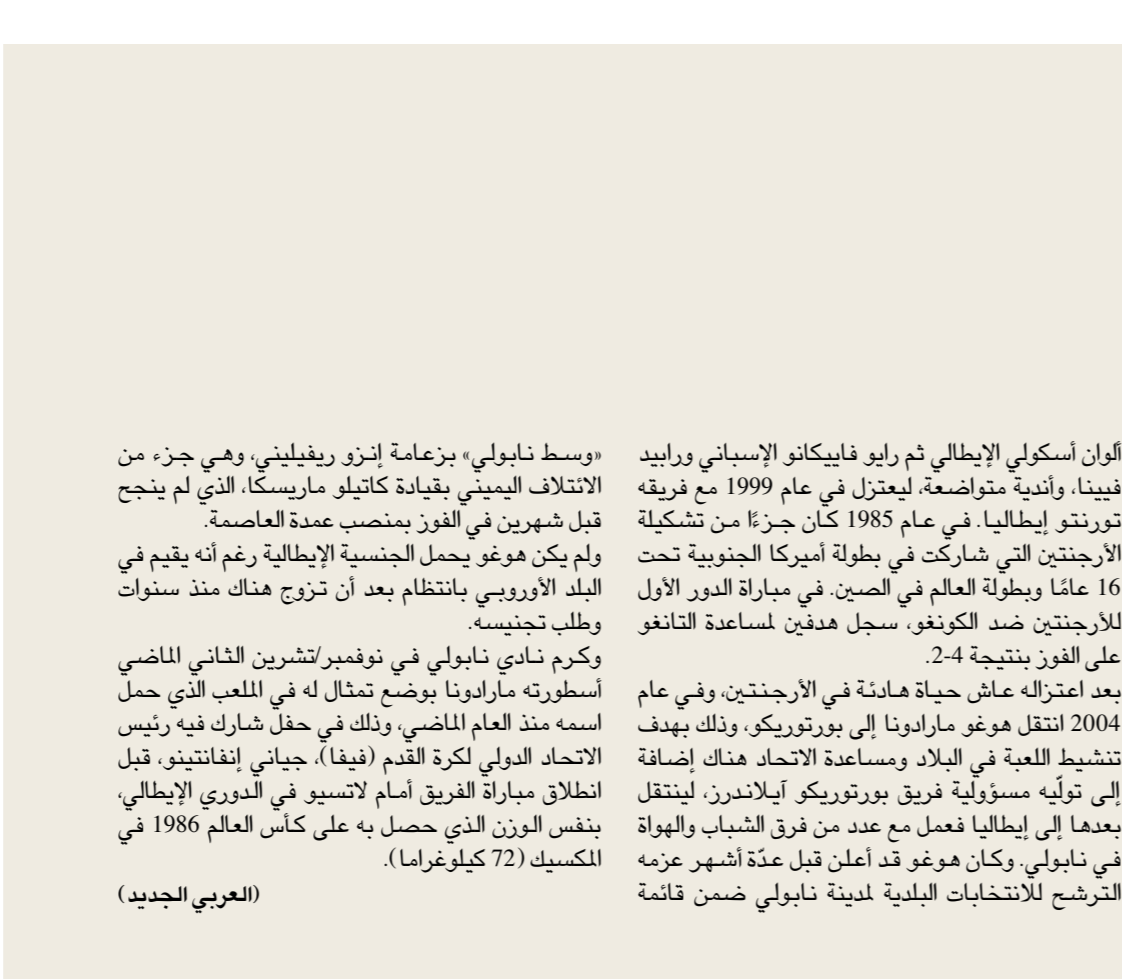 ألوان أسكولي الإيطالي ثم رايو فاييكانو الإسباني ورابيد
فيينا، وأندية متواضعة، ليعتزل في عام 1999 مع فريقه
تورنتو إيطاليا. في عام 1985 كان جزءًا من تشكيلة
الأرجنتين التي شاركت في بطولة أميركا الجنوبية تحت
16 عامًا وبطولة العالم في الصين. في مباراة الدور الأول
للأرجنتين ضد الكونغو، سجل هدفين لمساعدة التانغو
على الفوز بنتيجة 4-2.
بعد اعتزاله عاش حياة هادئة في الأرجنتين، وفي عام
2004 انتقل هوغو مارادونا إلى بورتوريكو، وذلك بهدف
تنشيط اللعبة في البلاد ومساعدة الاتحاد هناك إضافة
إلى تولّيه مسؤولية فريق بورتوريكو آيلاندرز، لينتقل
بعدها إلى إيطاليا فعمل مع عدد من فرق الشباب والهواة
في نابولي. وكان هوغو قد أعلن قبل عدّة أشهر عزمه
الترشح للانتخابات البلدية لمدينة نابولي ضمن قائمة
«وسط نابولي» بزعامة إنزو ريفيليني، وهي جزء من
الائتلاف اليميني بقيادة كاتيلو ماريسكا، الذي لم ينجح
قبل شهرين في الفوز بمنصب عمدة العاصمة.
ولم يكن هوغو يحمل الجنسية الإيطالية رغم أنه يقيم في
البلد الأوروبي بانتظام بعد أن تزوج هناك منذ سنوات
وطلب تجنيسه.
وكرم نادي نابولي في نوفمبر/تشرين الثاني الماضي
أسطورته مارادونا بوضع تمثال له في الملعب الذي حمل
اسمه منذ العام الماضي، وذلك في حفل شارك فيه رئيس
الاتحاد الدولي لكرة القدم (فيفا)، جياني إنفانتينو، قبل
انطلاق مباراة الفريق أمام لاتسيو في الدوري الإيطالي،
بنفس الوزن الذي حصل به على كأس العالم 1986 في
المكسيك (72 كيلوغراما).
(العربي الجديد)